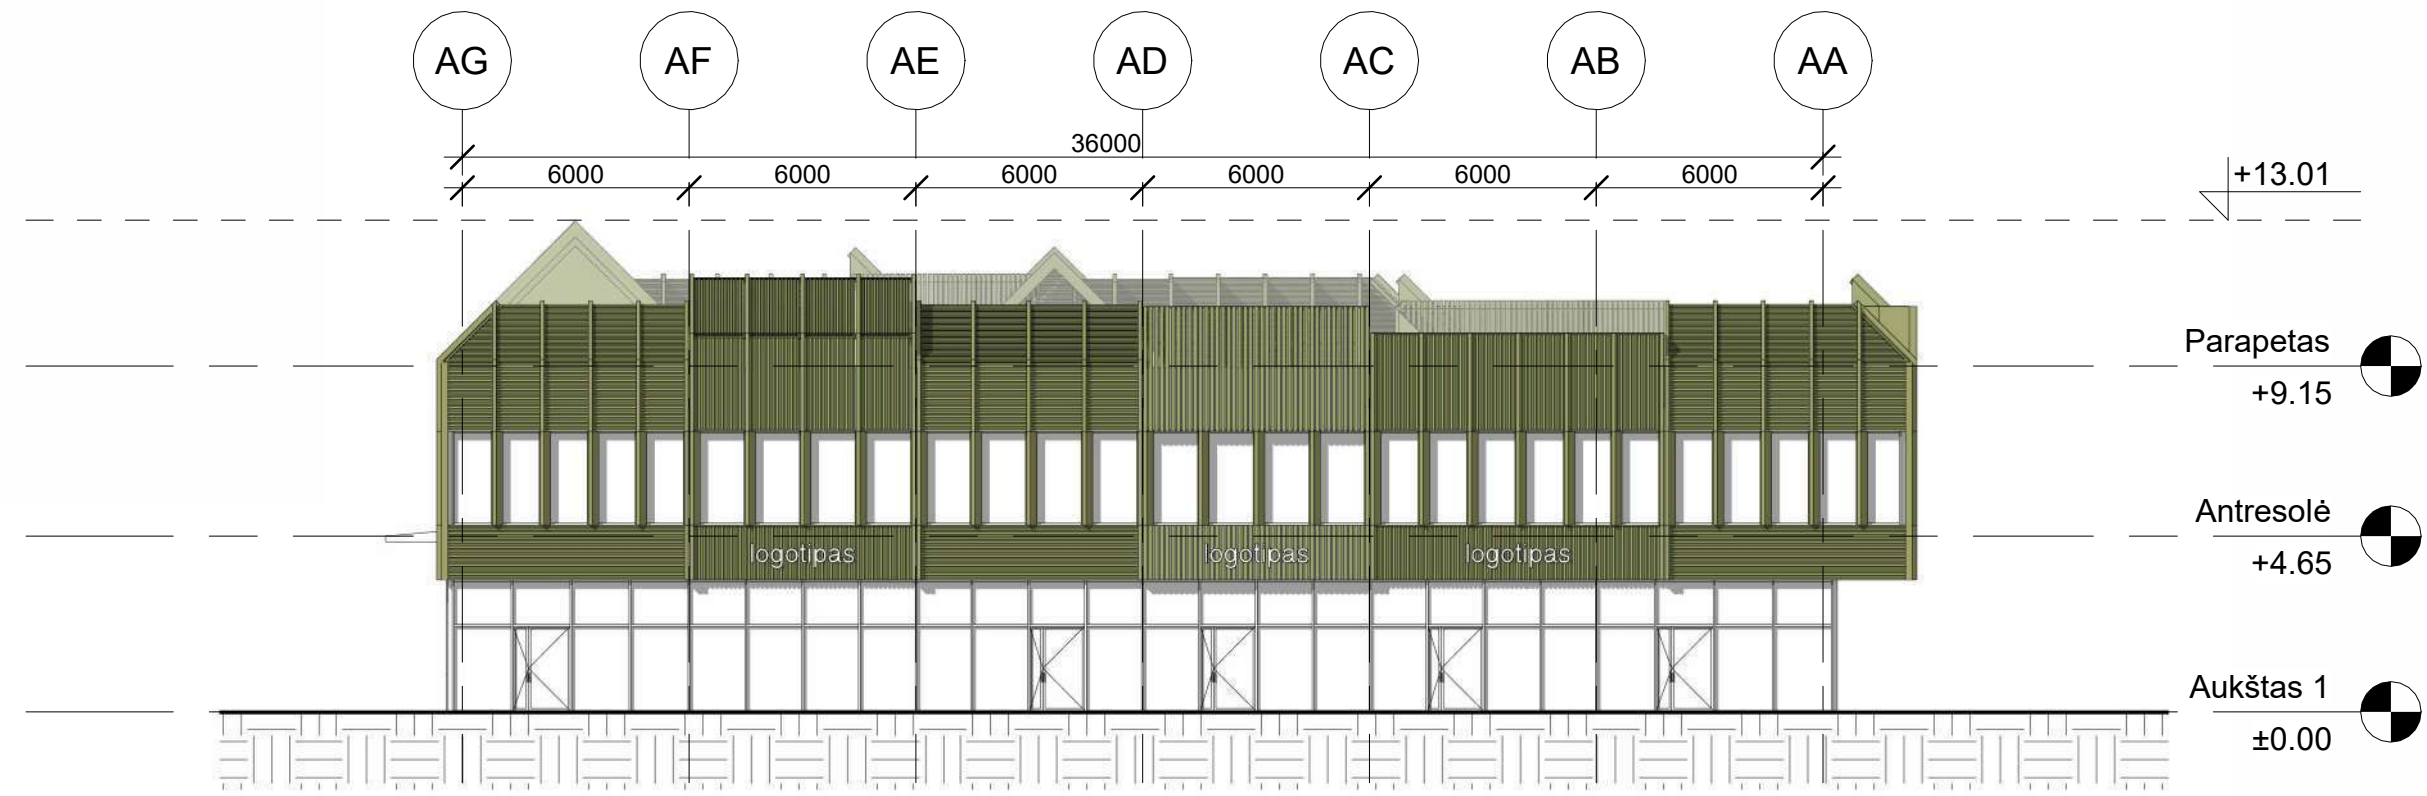 AG AF AE AD AC AB AA
36000
6000 6000 6000 6000 6000 6000
+13.01
Parapetas
+9.15
Antresolė
+4.65
logotipas logotipas logotipas
Aukštas 1
±0.00